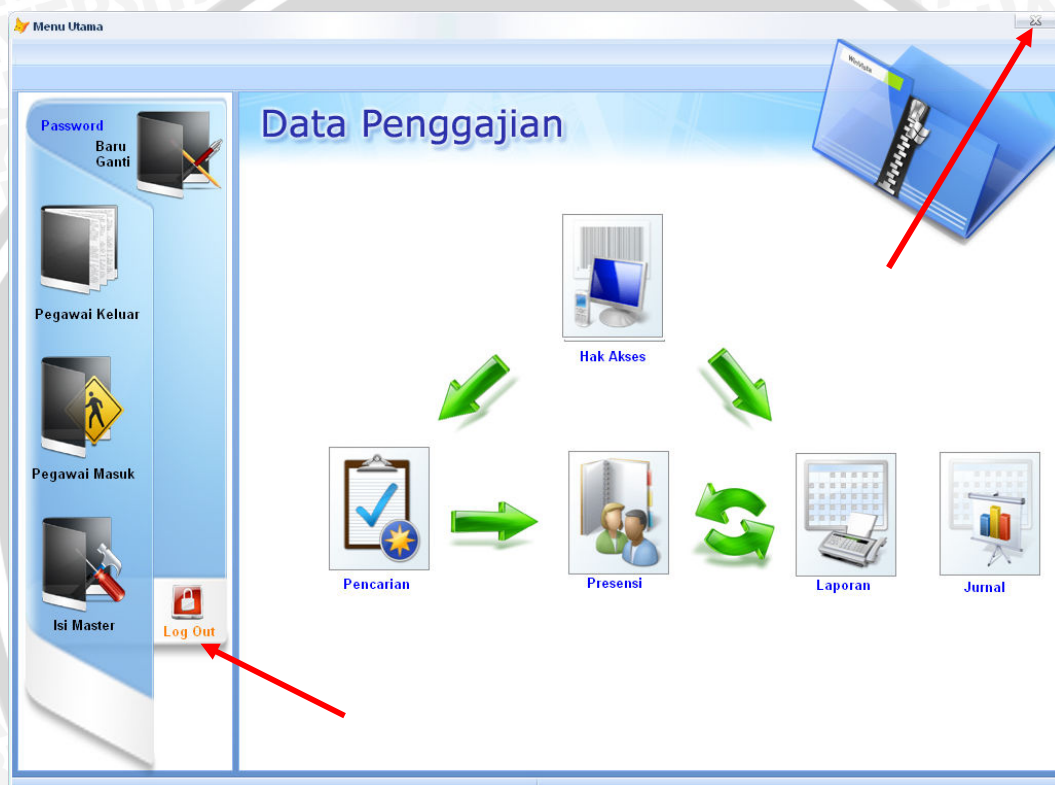 Menu Utama
Password
Baru
Ganti
Pegawai Keluar
Pegawai Masuk
Isi Master
Log Out
Data Penggajian
Hak Akses
Pencarian
Presensi
Laporan
Jurnal